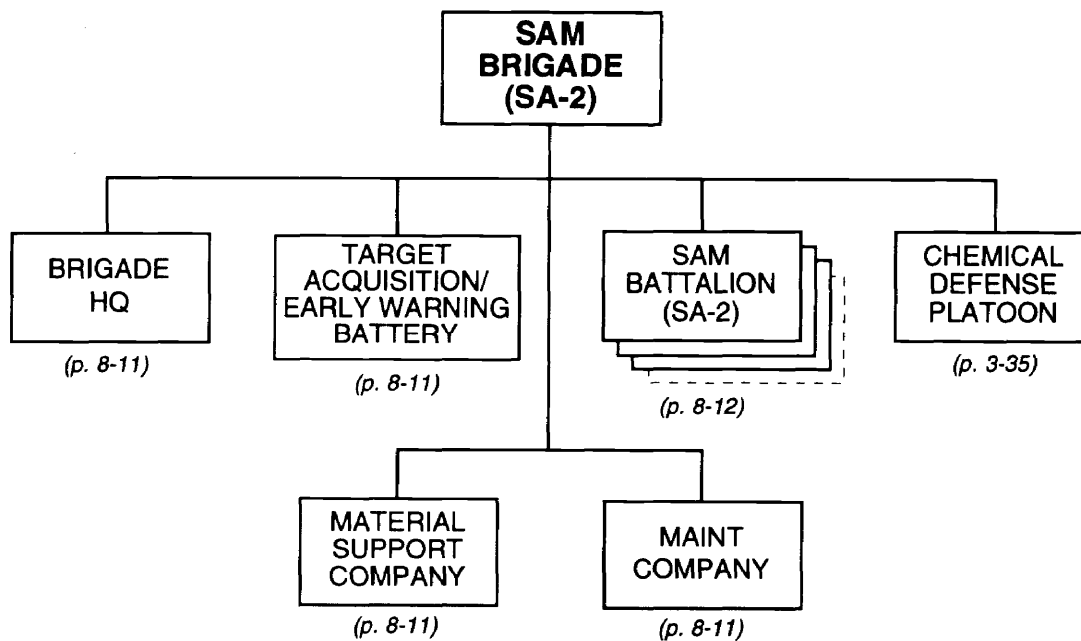 SAM
BRIGADE
(SA-2)
BRIGADE
HQ
(p. 8-11)
TARGET
ACQUISITION/
EARLY WARNING
BATTERY
(p. 8-11)
SAM
BATTALION
(SA-2)
(p. 8-12)
CHEMICAL
DEFENSE
PLATOON
(p. 3-35)
MATERIAL
SUPPORT
COMPANY
(p. 8-11)
MAINT
COMPANY
(p. 8-11)